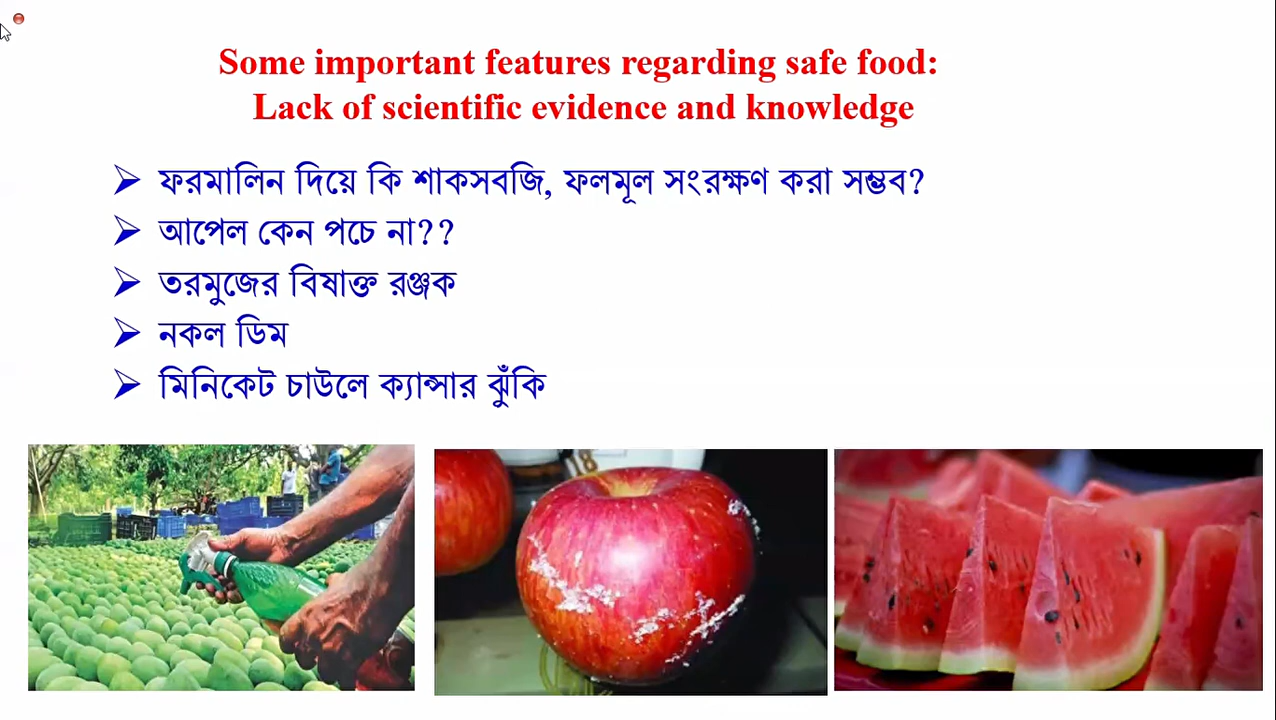 Some important features regarding safe food:
Lack of scientific evidence and knowledge
➢ ফরমালিন দিয়ে কি শাকসবজি, ফলমূল সংরক্ষণ করা সম্ভব?
➢ আপেল কেন পচে না??
➢ তরমুজের বিষাক্ত রঞ্জক
➢ নকল ডিম
➢ মিনিকেট চাউলে ক্যান্সার ঝুঁকি